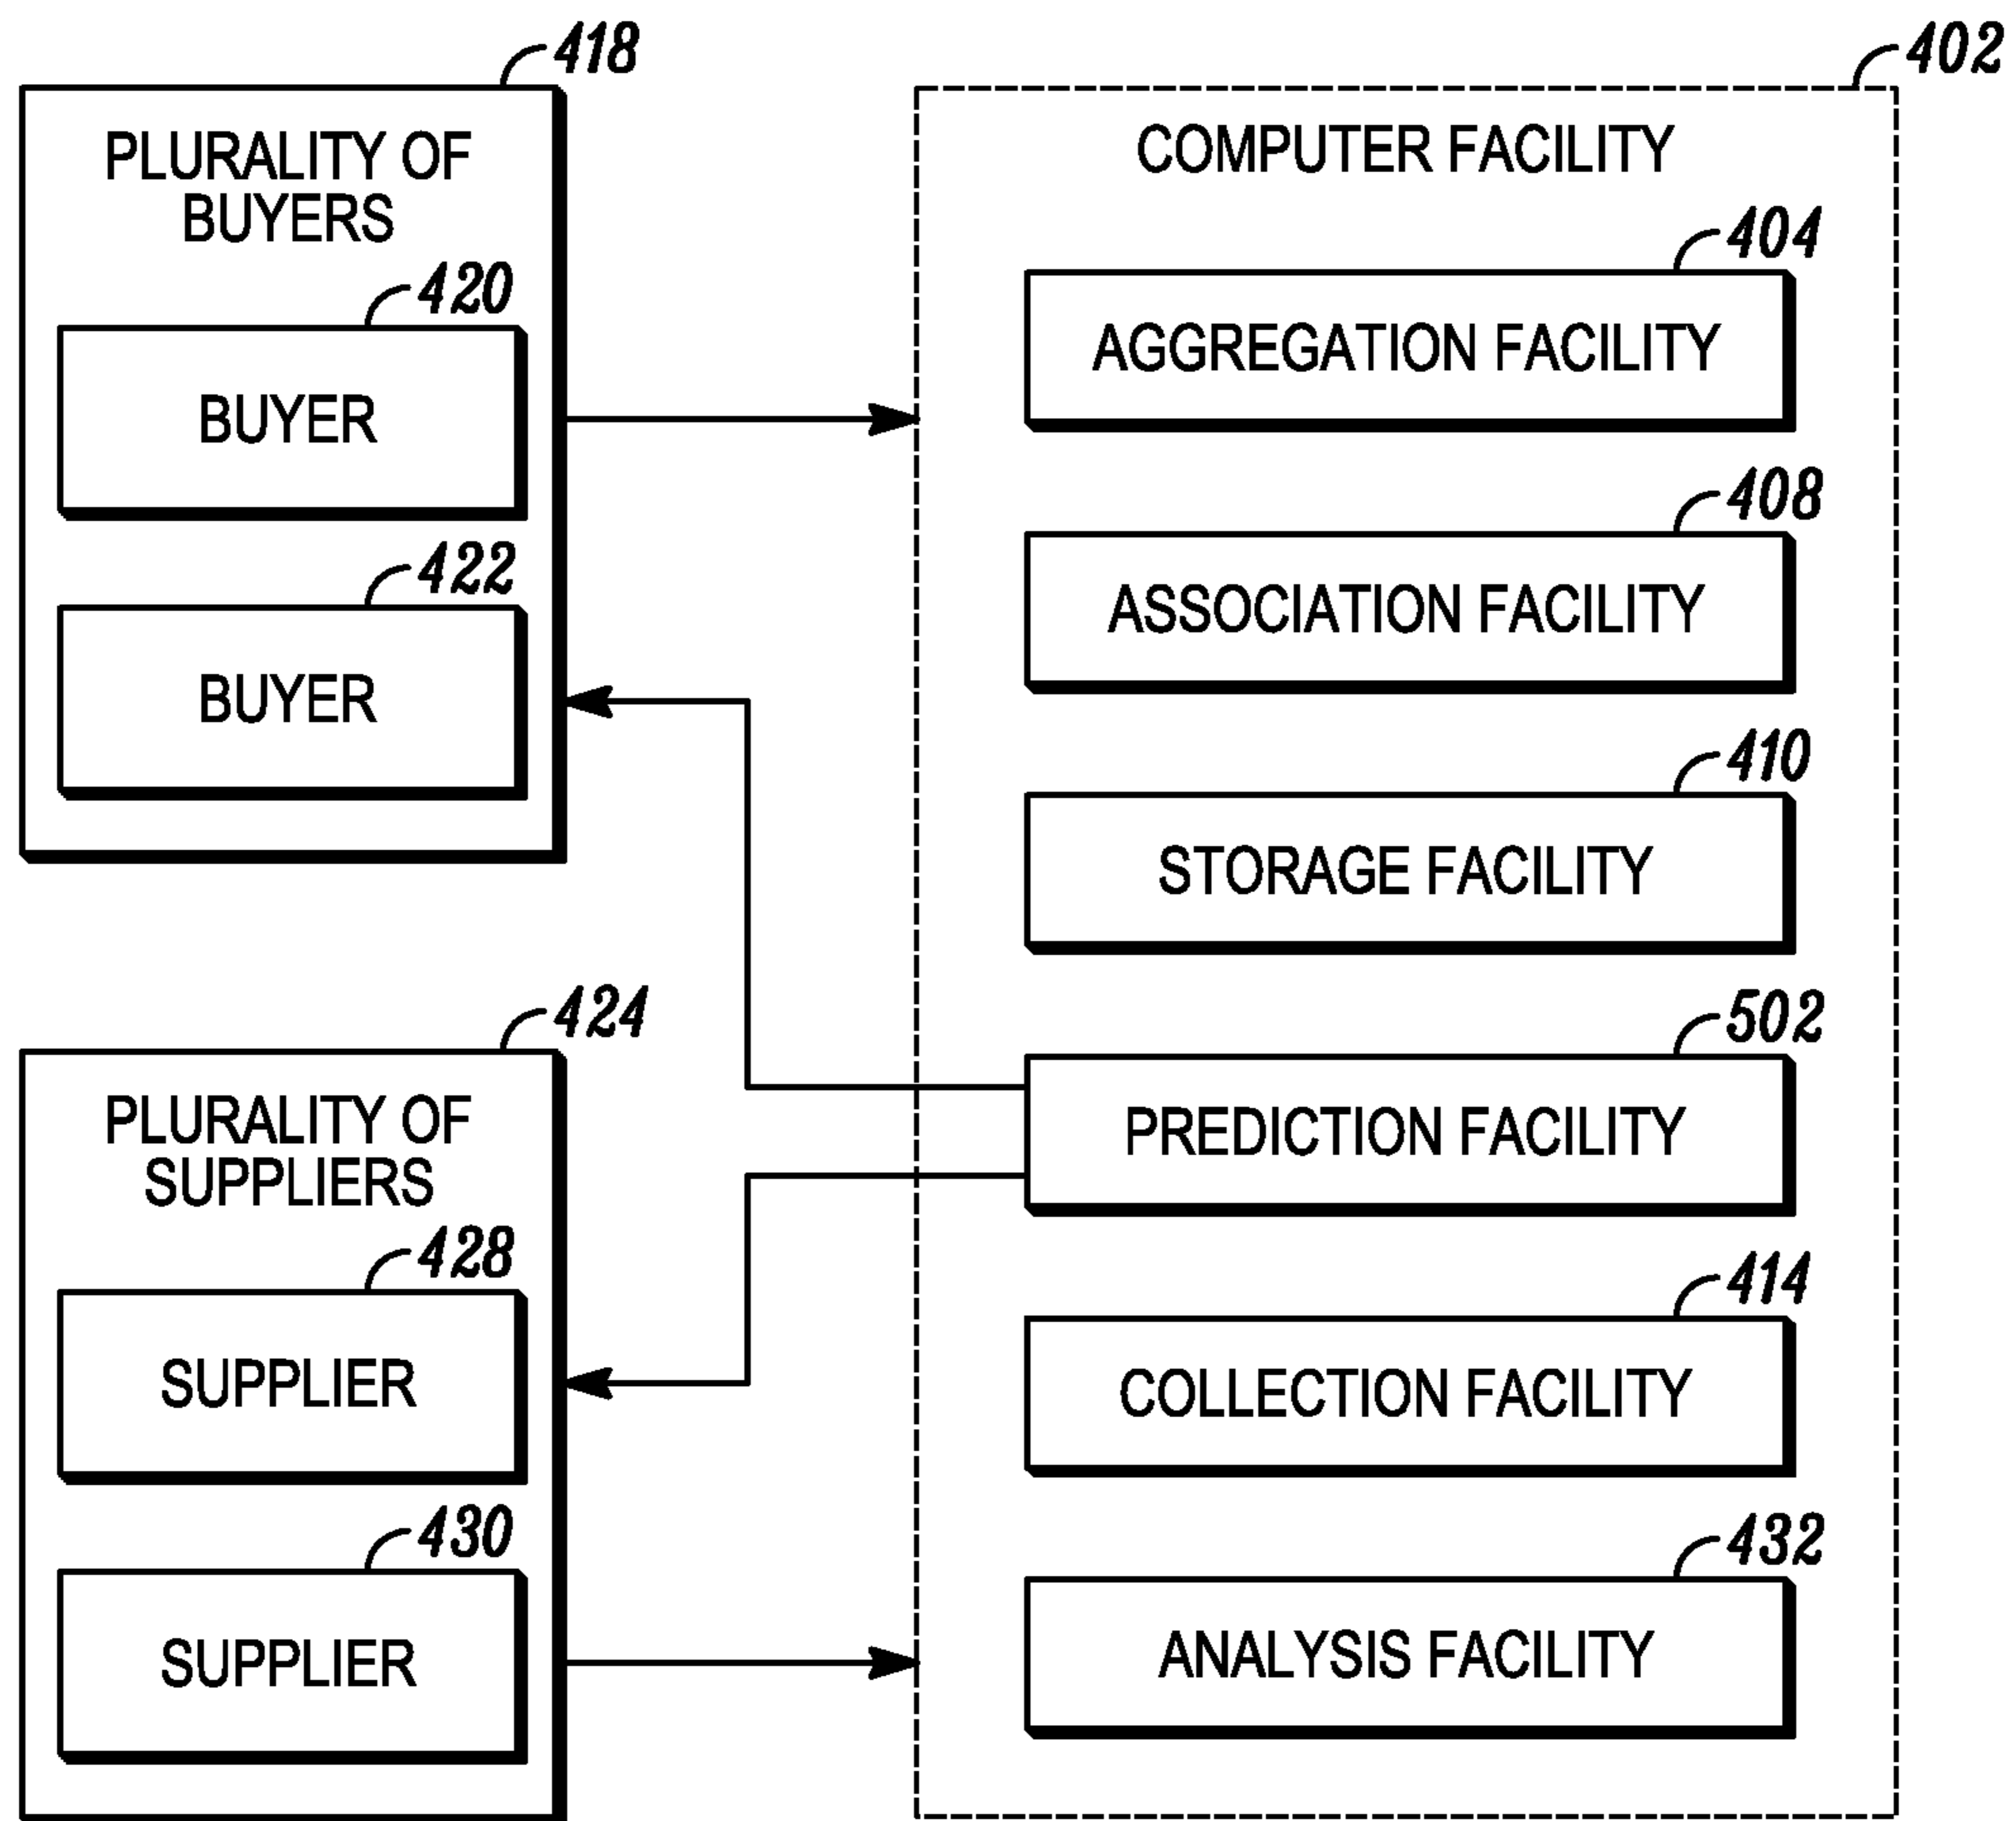 418
PLURALITY OF
BUYERS
420
BUYER
422
BUYER
424
PLURALITY OF
SUPPLIERS
428
SUPPLIER
430
SUPPLIER
402
COMPUTER FACILITY
404
AGGREGATION FACILITY
408
ASSOCIATION FACILITY
410
STORAGE FACILITY
502
PREDICTION FACILITY
414
COLLECTION FACILITY
432
ANALYSIS FACILITY